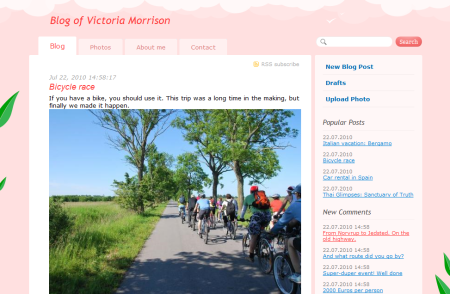 Blog of Victoria Morrison
Blog
Photos
About me
Contact
Search
RSS subscribe
Jul 22, 2010 14:58:17
Bicycle race
If you have a bike, you should use it. This trip was a long time in the making, but
finally we made it happen.
New Blog Post
Drafts
Upload Photo
Popular Posts
22.07.2010
Italian vacation: Bergamo
22.07.2010
Bicycle race
22.07.2010
Car rental in Spain
22.07.2010
Thai Glimpses: Sanctuary of Truth
New Comments
22.07.2010 14:58
From Norvrus to Jadsted. On the
old highway.
22.07.2010 14:58
And what route did you go by?
22.07.2010 14:58
Super-duper event! Well done
22.07.2010 14:58
2000 Euros per person